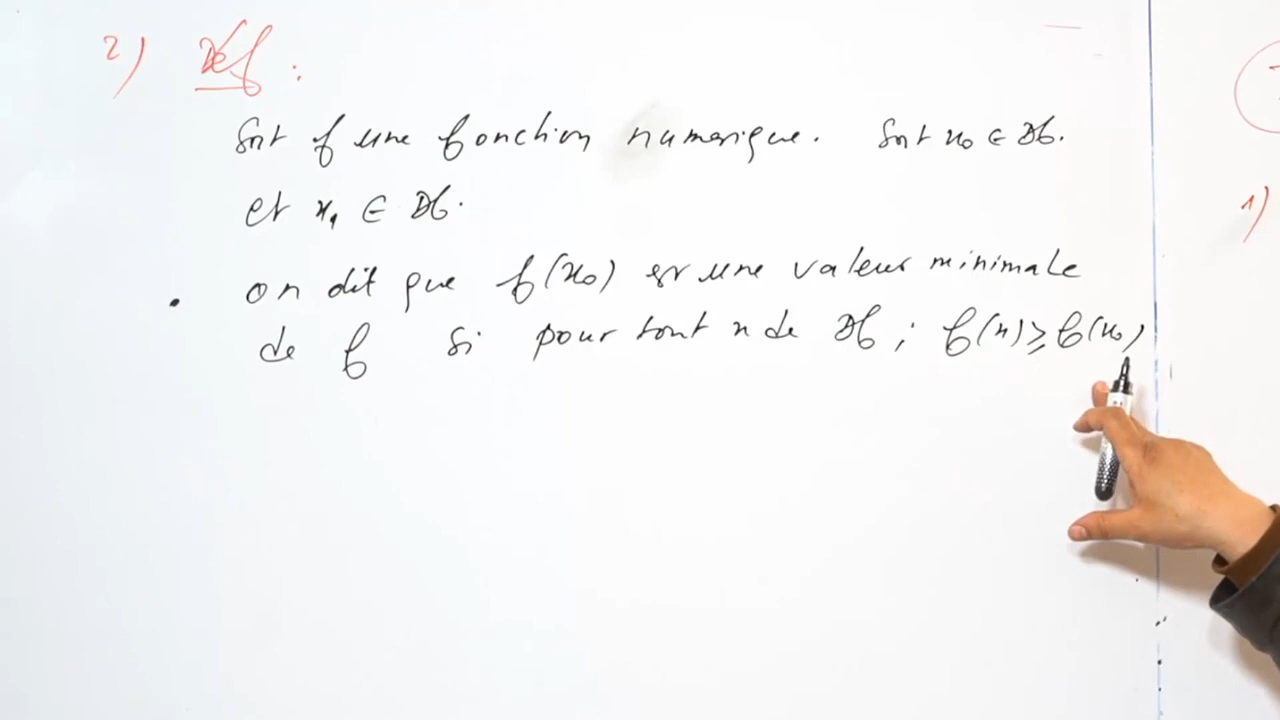 2) Déf :
Soit f une fonction numérique. Soit x₀ ∈ Df.
et x₁ ∈ Df.
• on dit que f(x₀) est une valeur minimale
de f si pour tout x de Df ; f(x) ≥ f(x₀)
1)